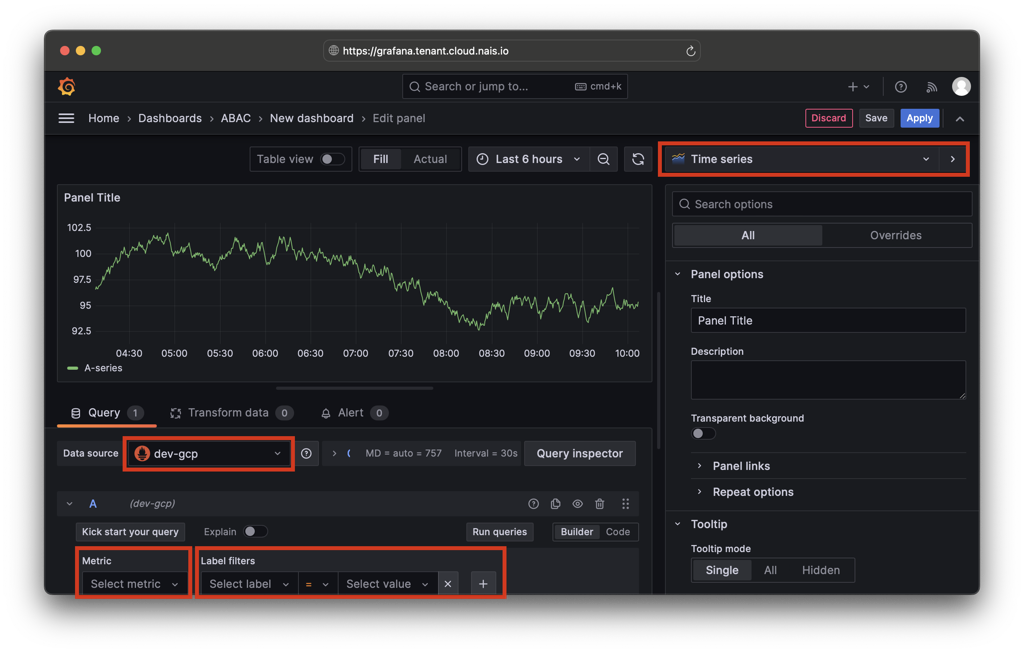 https://grafana.tenant.cloud.nais.io
Search or jump to... cmd+k
Home › Dashboards › ABAC › New dashboard › Edit panel
Discard Save Apply
Table view Fill Actual Last 6 hours
Time series
Panel Title
102.5
100
97.5
95
92.5
04:30 05:00 05:30 06:00 06:30 07:00 07:30 08:00 08:30 09:00 09:30 10:00
A-series
Query 1 Transform data 0 Alert 0
Data source dev-gcp MD = auto = 757 Interval = 30s Query inspector
A (dev-gcp)
Kick start your query Explain Run queries Builder Code
Metric
Select metric
Label filters
Select label = Select value × +
Search options
All Overrides
Panel options
Title
Panel Title
Description
Transparent background
Panel links
Repeat options
Tooltip
Tooltip mode
Single All Hidden